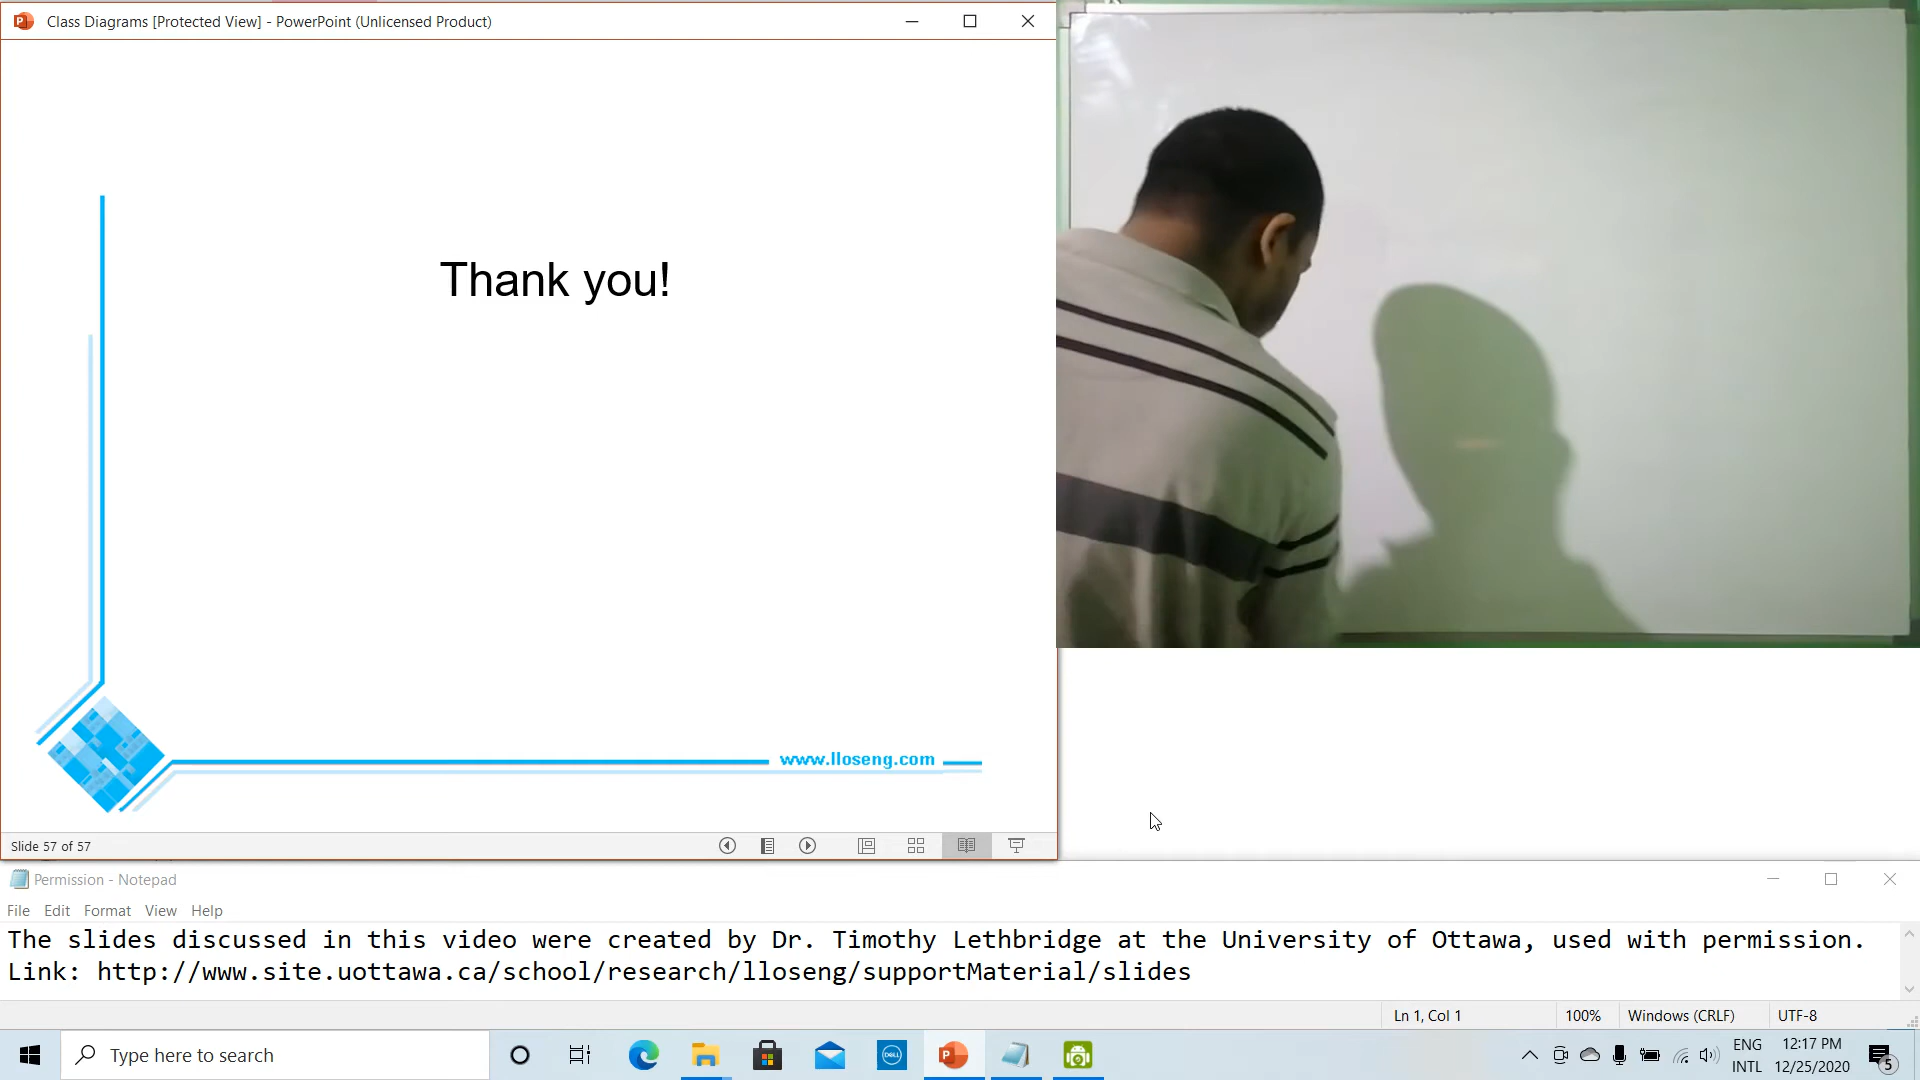 Class Diagrams [Protected View] - PowerPoint (Unlicensed Product)
Thank you!
www.lloseng.com
Slide 57 of 57
Permission - Notepad
File Edit Format View Help
The slides discussed in this video were created by Dr. Timothy Lethbridge at the University of Ottawa, used with permission.
Link: http://www.site.uottawa.ca/school/research/lloseng/supportMaterial/slides
Ln 1, Col 1 100% Windows (CRLF) UTF-8
Type here to search
DELL
ENG
INTL
12:17 PM
12/25/2020
5